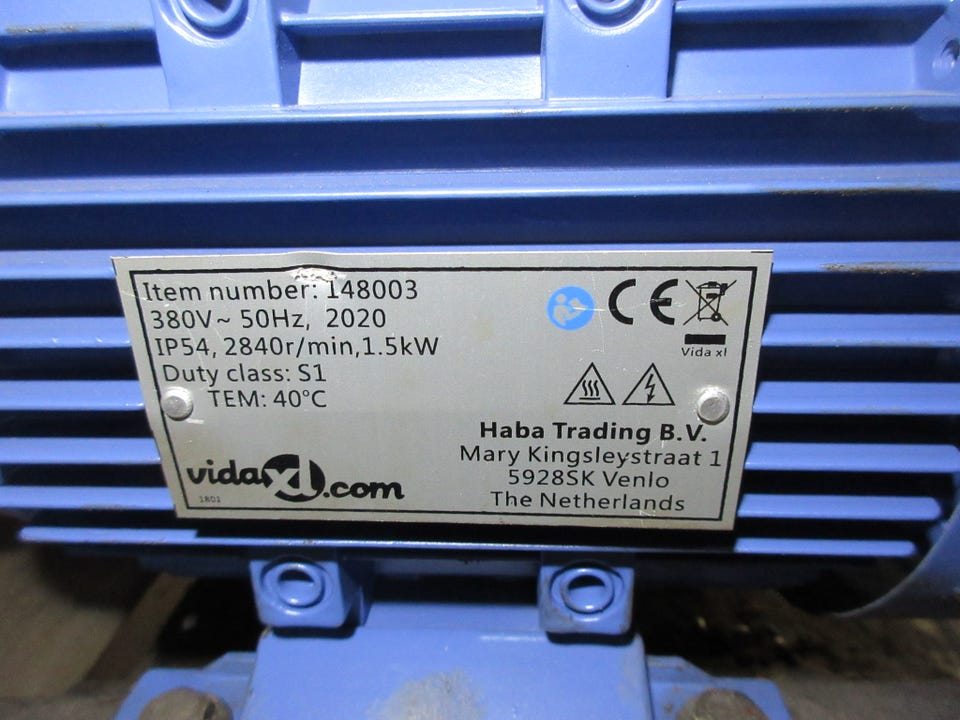 Item number: 148003
380V~ 50Hz, 2020
IP54, 2840r/min,1.5kW
Duty class: S1
TEM: 40°C
CE
Vida xl
Haba Trading B.V.
Mary Kingsleystraat 1
5928SK Venlo
The Netherlands
vidaXL.com
1801